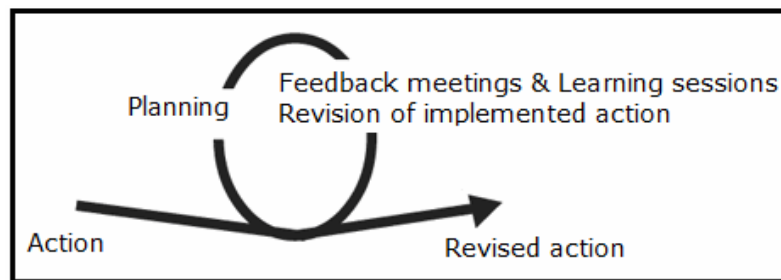 Feedback meetings & Learning sessions
Planning
Revision of implemented action
Action
Revised action